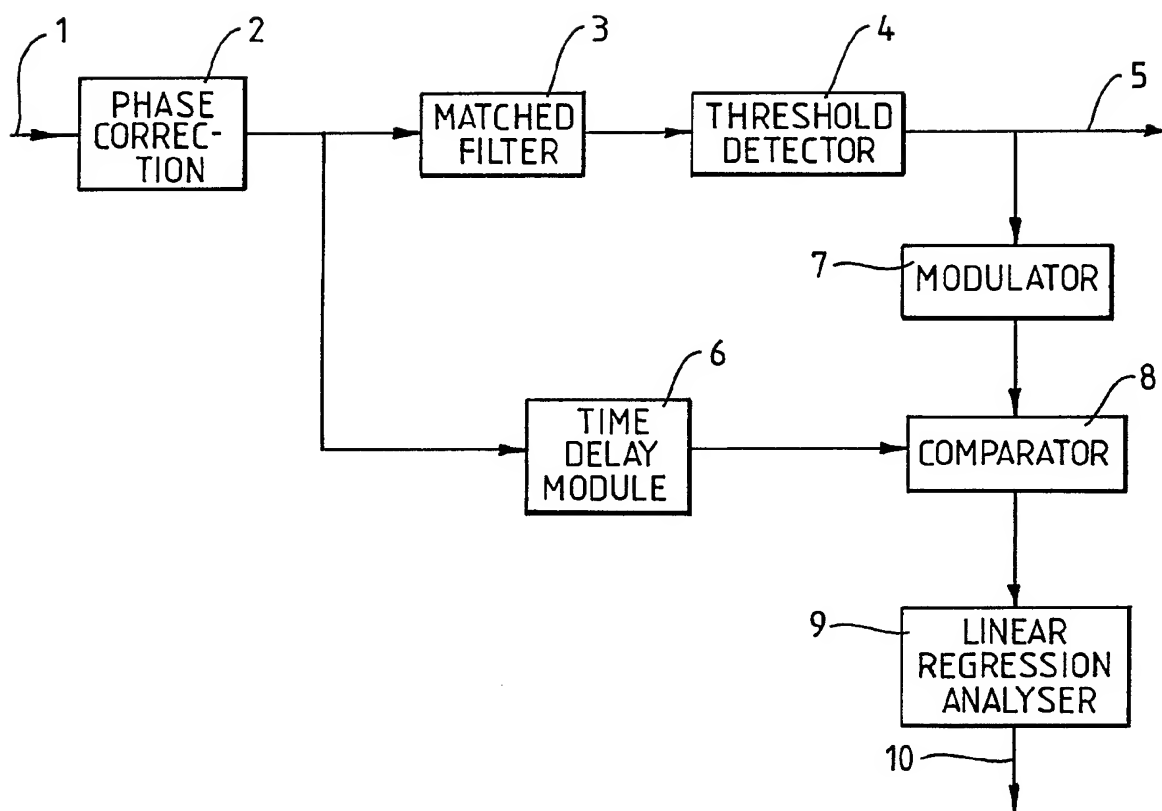 1
2
3
4
5
PHASE
CORREC-
TION
MATCHED
FILTER
THRESHOLD
DETECTOR
7
MODULATOR
6
8
TIME
DELAY
MODULE
COMPARATOR
9
LINEAR
REGRESSION
ANALYSER
10